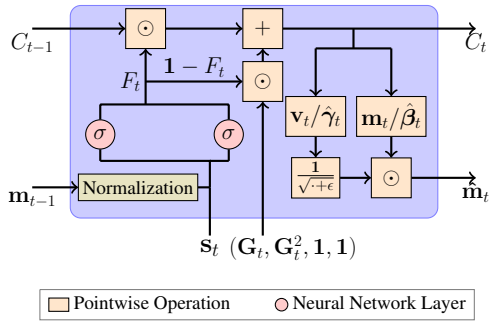 C_{t-1} ⊙ + C_t
F_t 1 − F_t ⊙
v_t/γ̂_t m_t/β̂_t
σ σ
1/√(·+ϵ) ⊙
m_{t-1} Normalization m̂_t
s_t (G_t, G_t^2, 1, 1)
Pointwise Operation Neural Network Layer